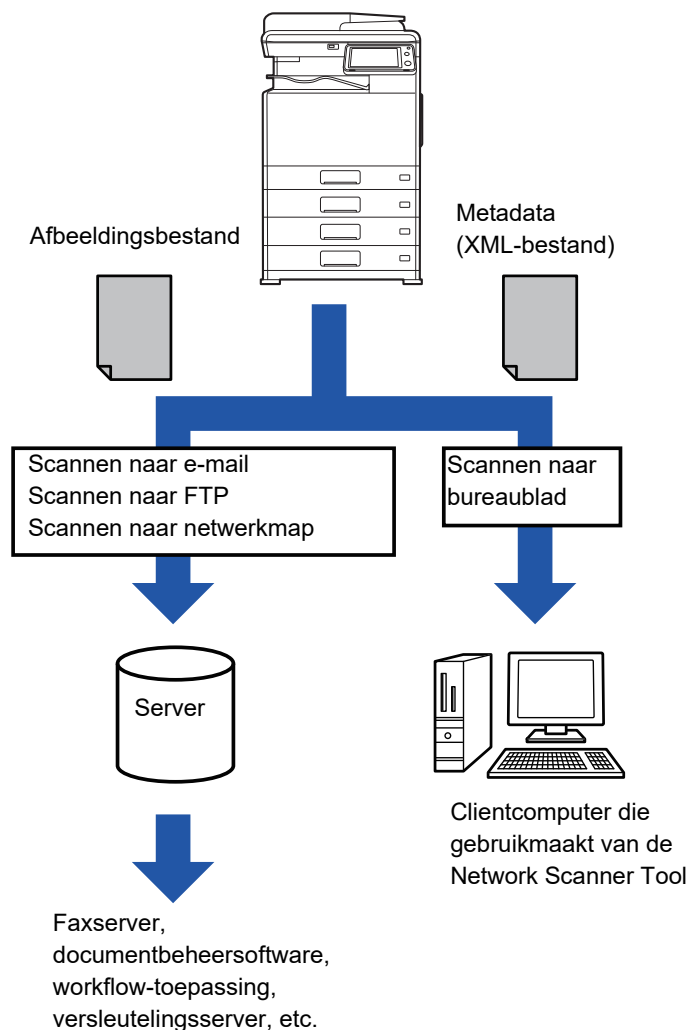 Afbeeldingsbestand
Metadata
(XML-bestand)
Scannen naar e-mail
Scannen naar FTP
Scannen naar netwerkmap
Scannen naar
bureaublad
Server
Clientcomputer die
gebruikmaakt van de
Network Scanner Tool
Faxserver,
documentbeheersoftware,
workflow-toepassing,
versleutelingsserver, etc.